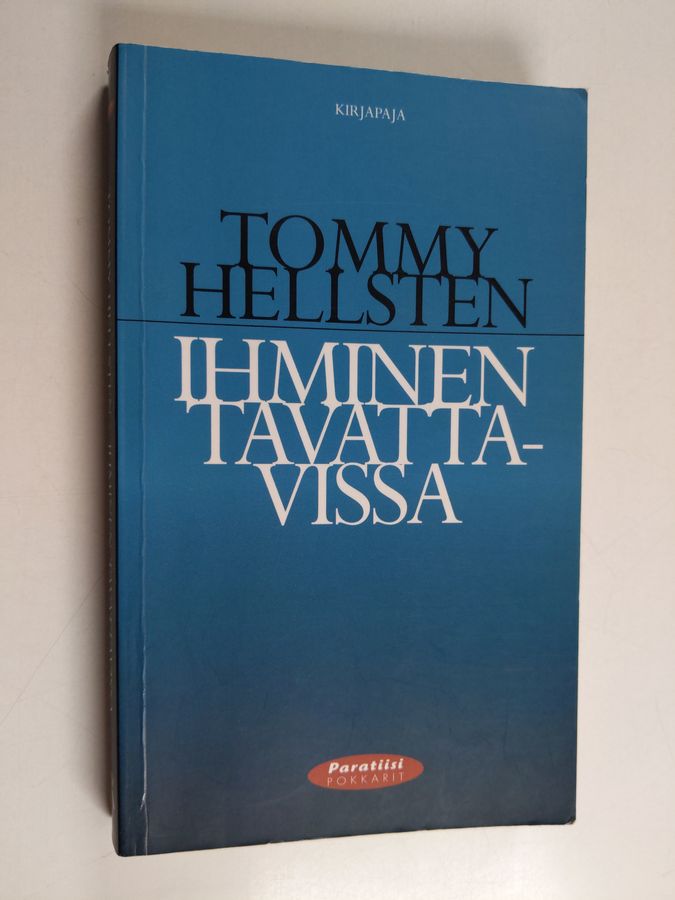 KIRJAPAJA
TOMMY
HELLSTEN
IHMINEN
TAVATTA-
VISSA
Paratiisi
POKKARIT